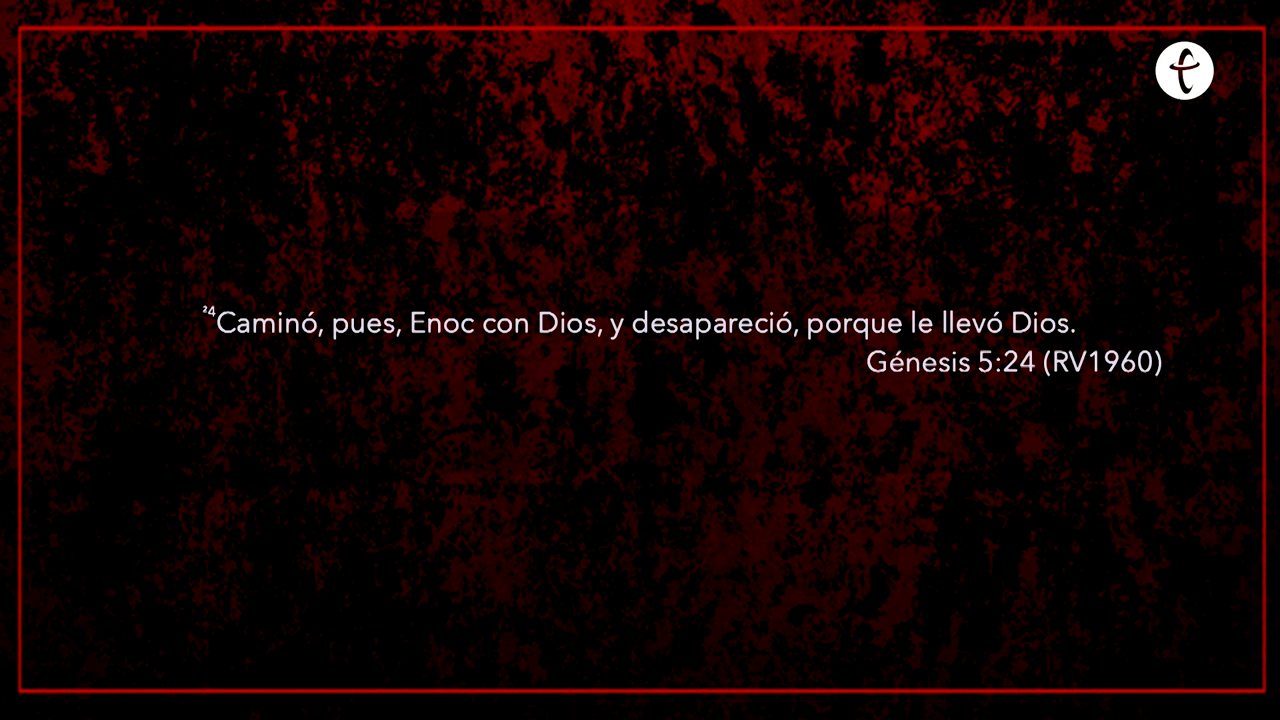 ²⁴Caminó, pues, Enoc con Dios, y desapareció, porque le llevó Dios.
Génesis 5:24 (RV1960)